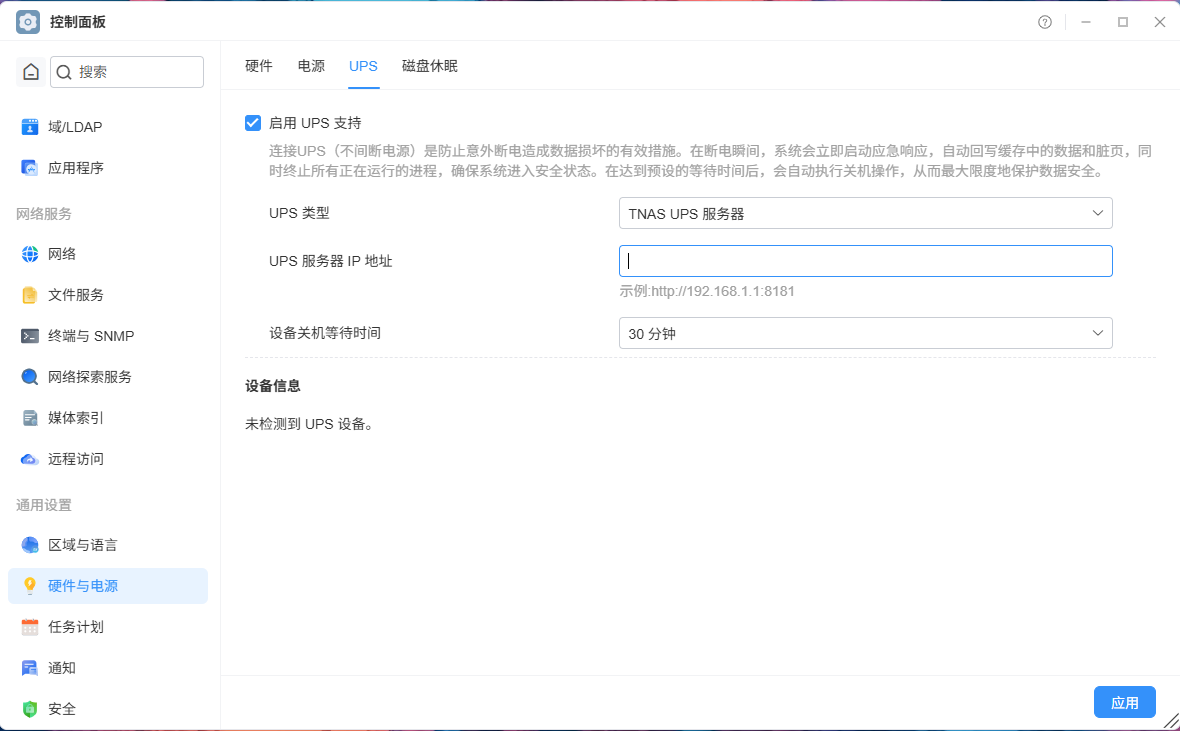 控制面板
搜索
域/LDAP
应用程序
网络服务
网络
文件服务
终端与 SNMP
网络探索服务
媒体索引
远程访问
通用设置
区域与语言
硬件与电源
任务计划
通知
安全
硬件 电源 UPS 磁盘休眠
启用 UPS 支持
连接UPS（不间断电源）是防止意外断电造成数据损坏的有效措施。在断电瞬间，系统会立即启动应急响应，自动回写缓存中的数据和脏页，同
时终止所有正在运行的进程，确保系统进入安全状态。在达到预设的等待时间后，会自动执行关机操作，从而最大限度地保护数据安全。
UPS 类型 TNAS UPS 服务器
UPS 服务器 IP 地址
示例:http://192.168.1.1:8181
设备关机等待时间 30 分钟
设备信息
未检测到 UPS 设备。
应用